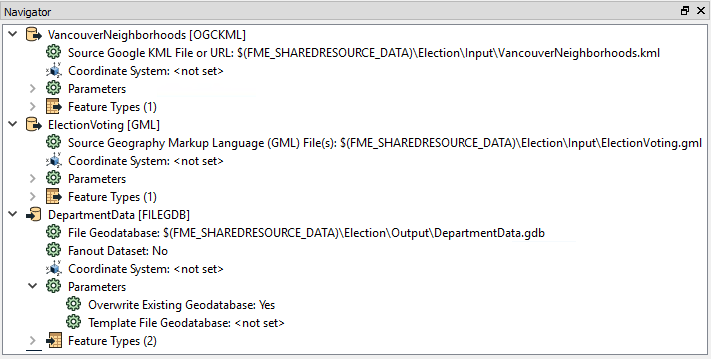 Navigator
VancouverNeighborhoods [OGCKML]
Source Google KML File or URL: $(FME_SHAREDRESOURCE_DATA)\Election\Input\VancouverNeighborhoods.kml
Coordinate System: <not set>
Parameters
Feature Types (1)
ElectionVoting [GML]
Source Geography Markup Language (GML) File(s): $(FME_SHAREDRESOURCE_DATA)\Election\Input\ElectionVoting.gml
Coordinate System: <not set>
Parameters
Feature Types (1)
DepartmentData [FILEGDB]
File Geodatabase: $(FME_SHAREDRESOURCE_DATA)\Election\Output\DepartmentData.gdb
Fanout Dataset: No
Coordinate System: <not set>
Parameters
Overwrite Existing Geodatabase: Yes
Template File Geodatabase: <not set>
Feature Types (2)